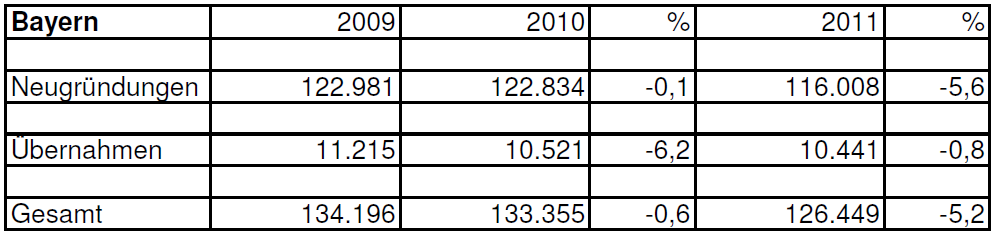 Bayern 2009 2010 % 2011 %
Neugründungen 122.981 122.834 -0,1 116.008 -5,6
Übernahmen 11.215 10.521 -6,2 10.441 -0,8
Gesamt 134.196 133.355 -0,6 126.449 -5,2